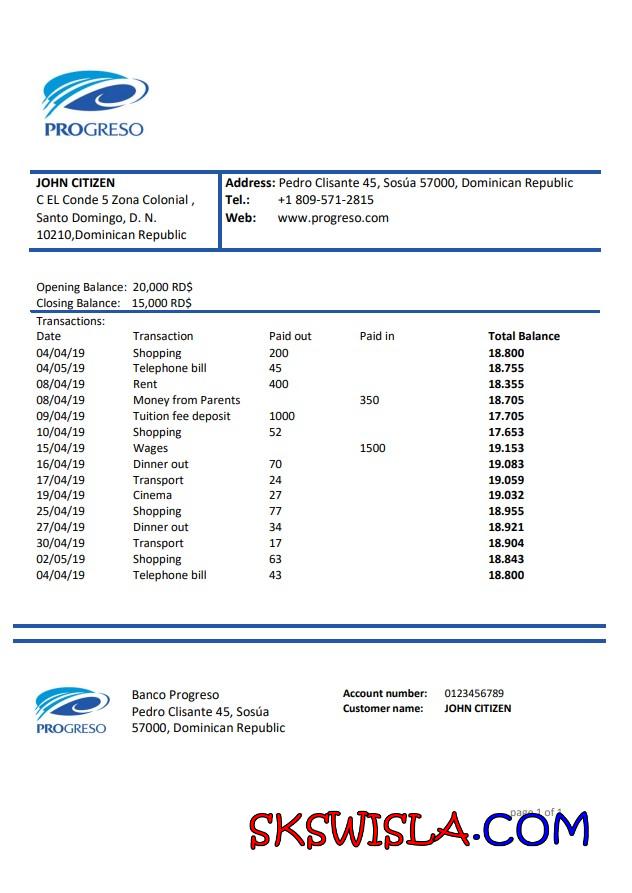 PROGRESO
JOHN CITIZEN
C EL Conde 5 Zona Colonial ,
Santo Domingo, D. N.
10210,Dominican Republic
Address: Pedro Clisante 45, Sosúa 57000, Dominican Republic
Tel.: +1 809-571-2815
Web: www.progreso.com
Opening Balance: 20,000 RD$
Closing Balance: 15,000 RD$
Transactions:
Date Transaction Paid out Paid in Total Balance
04/04/19 Shopping 200 18.800
04/05/19 Telephone bill 45 18.755
08/04/19 Rent 400 18.355
08/04/19 Money from Parents 350 18.705
09/04/19 Tuition fee deposit 1000 17.705
10/04/19 Shopping 52 17.653
15/04/19 Wages 1500 19.153
16/04/19 Dinner out 70 19.083
17/04/19 Transport 24 19.059
19/04/19 Cinema 27 19.032
25/04/19 Shopping 77 18.955
27/04/19 Dinner out 34 18.921
30/04/19 Transport 17 18.904
02/05/19 Shopping 63 18.843
04/04/19 Telephone bill 43 18.800
PROGRESO
Banco Progreso
Pedro Clisante 45, Sosúa
57000, Dominican Republic
Account number: 0123456789
Customer name: JOHN CITIZEN
page 1 of 1
SKSWISLA.COM